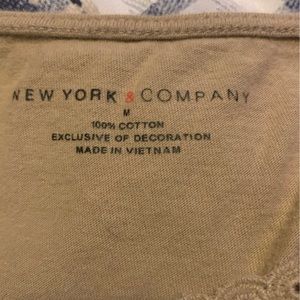 NEW YORK & COMPANY
M
100% COTTON
EXCLUSIVE OF DECORATION
MADE IN VIETNAM